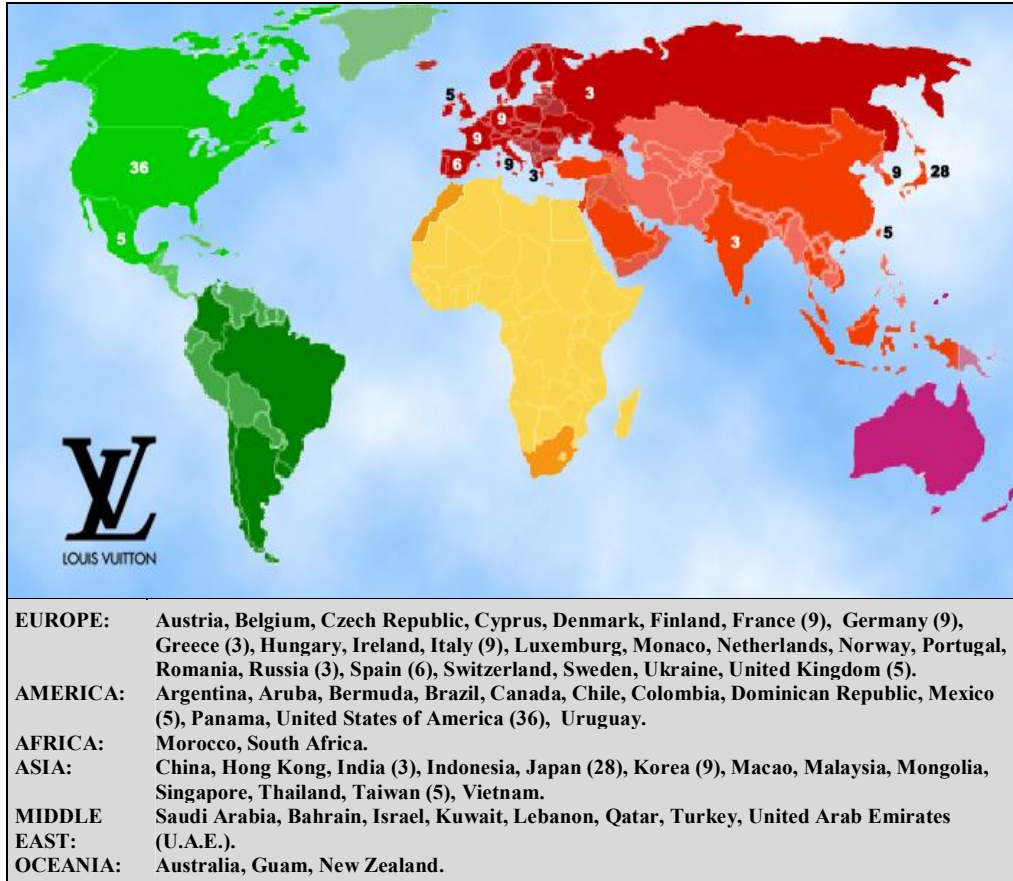 5
3
9
9
36
6
9
3
9
28
5
5
3
4
LV
LOUIS VUITTON
EUROPE: Austria, Belgium, Czech Republic, Cyprus, Denmark, Finland, France (9), Germany (9),
Greece (3), Hungary, Ireland, Italy (9), Luxemburg, Monaco, Netherlands, Norway, Portugal,
Romania, Russia (3), Spain (6), Switzerland, Sweden, Ukraine, United Kingdom (5).
AMERICA: Argentina, Aruba, Bermuda, Brazil, Canada, Chile, Colombia, Dominican Republic, Mexico
(5), Panama, United States of America (36), Uruguay.
AFRICA: Morocco, South Africa.
ASIA: China, Hong Kong, India (3), Indonesia, Japan (28), Korea (9), Macao, Malaysia, Mongolia,
Singapore, Thailand, Taiwan (5), Vietnam.
MIDDLE Saudi Arabia, Bahrain, Israel, Kuwait, Lebanon, Qatar, Turkey, United Arab Emirates
EAST: (U.A.E.).
OCEANIA: Australia, Guam, New Zealand.